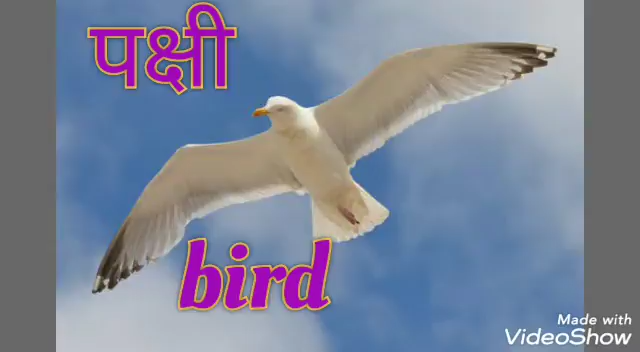 पक्षी
bird
Made with
VideoShow